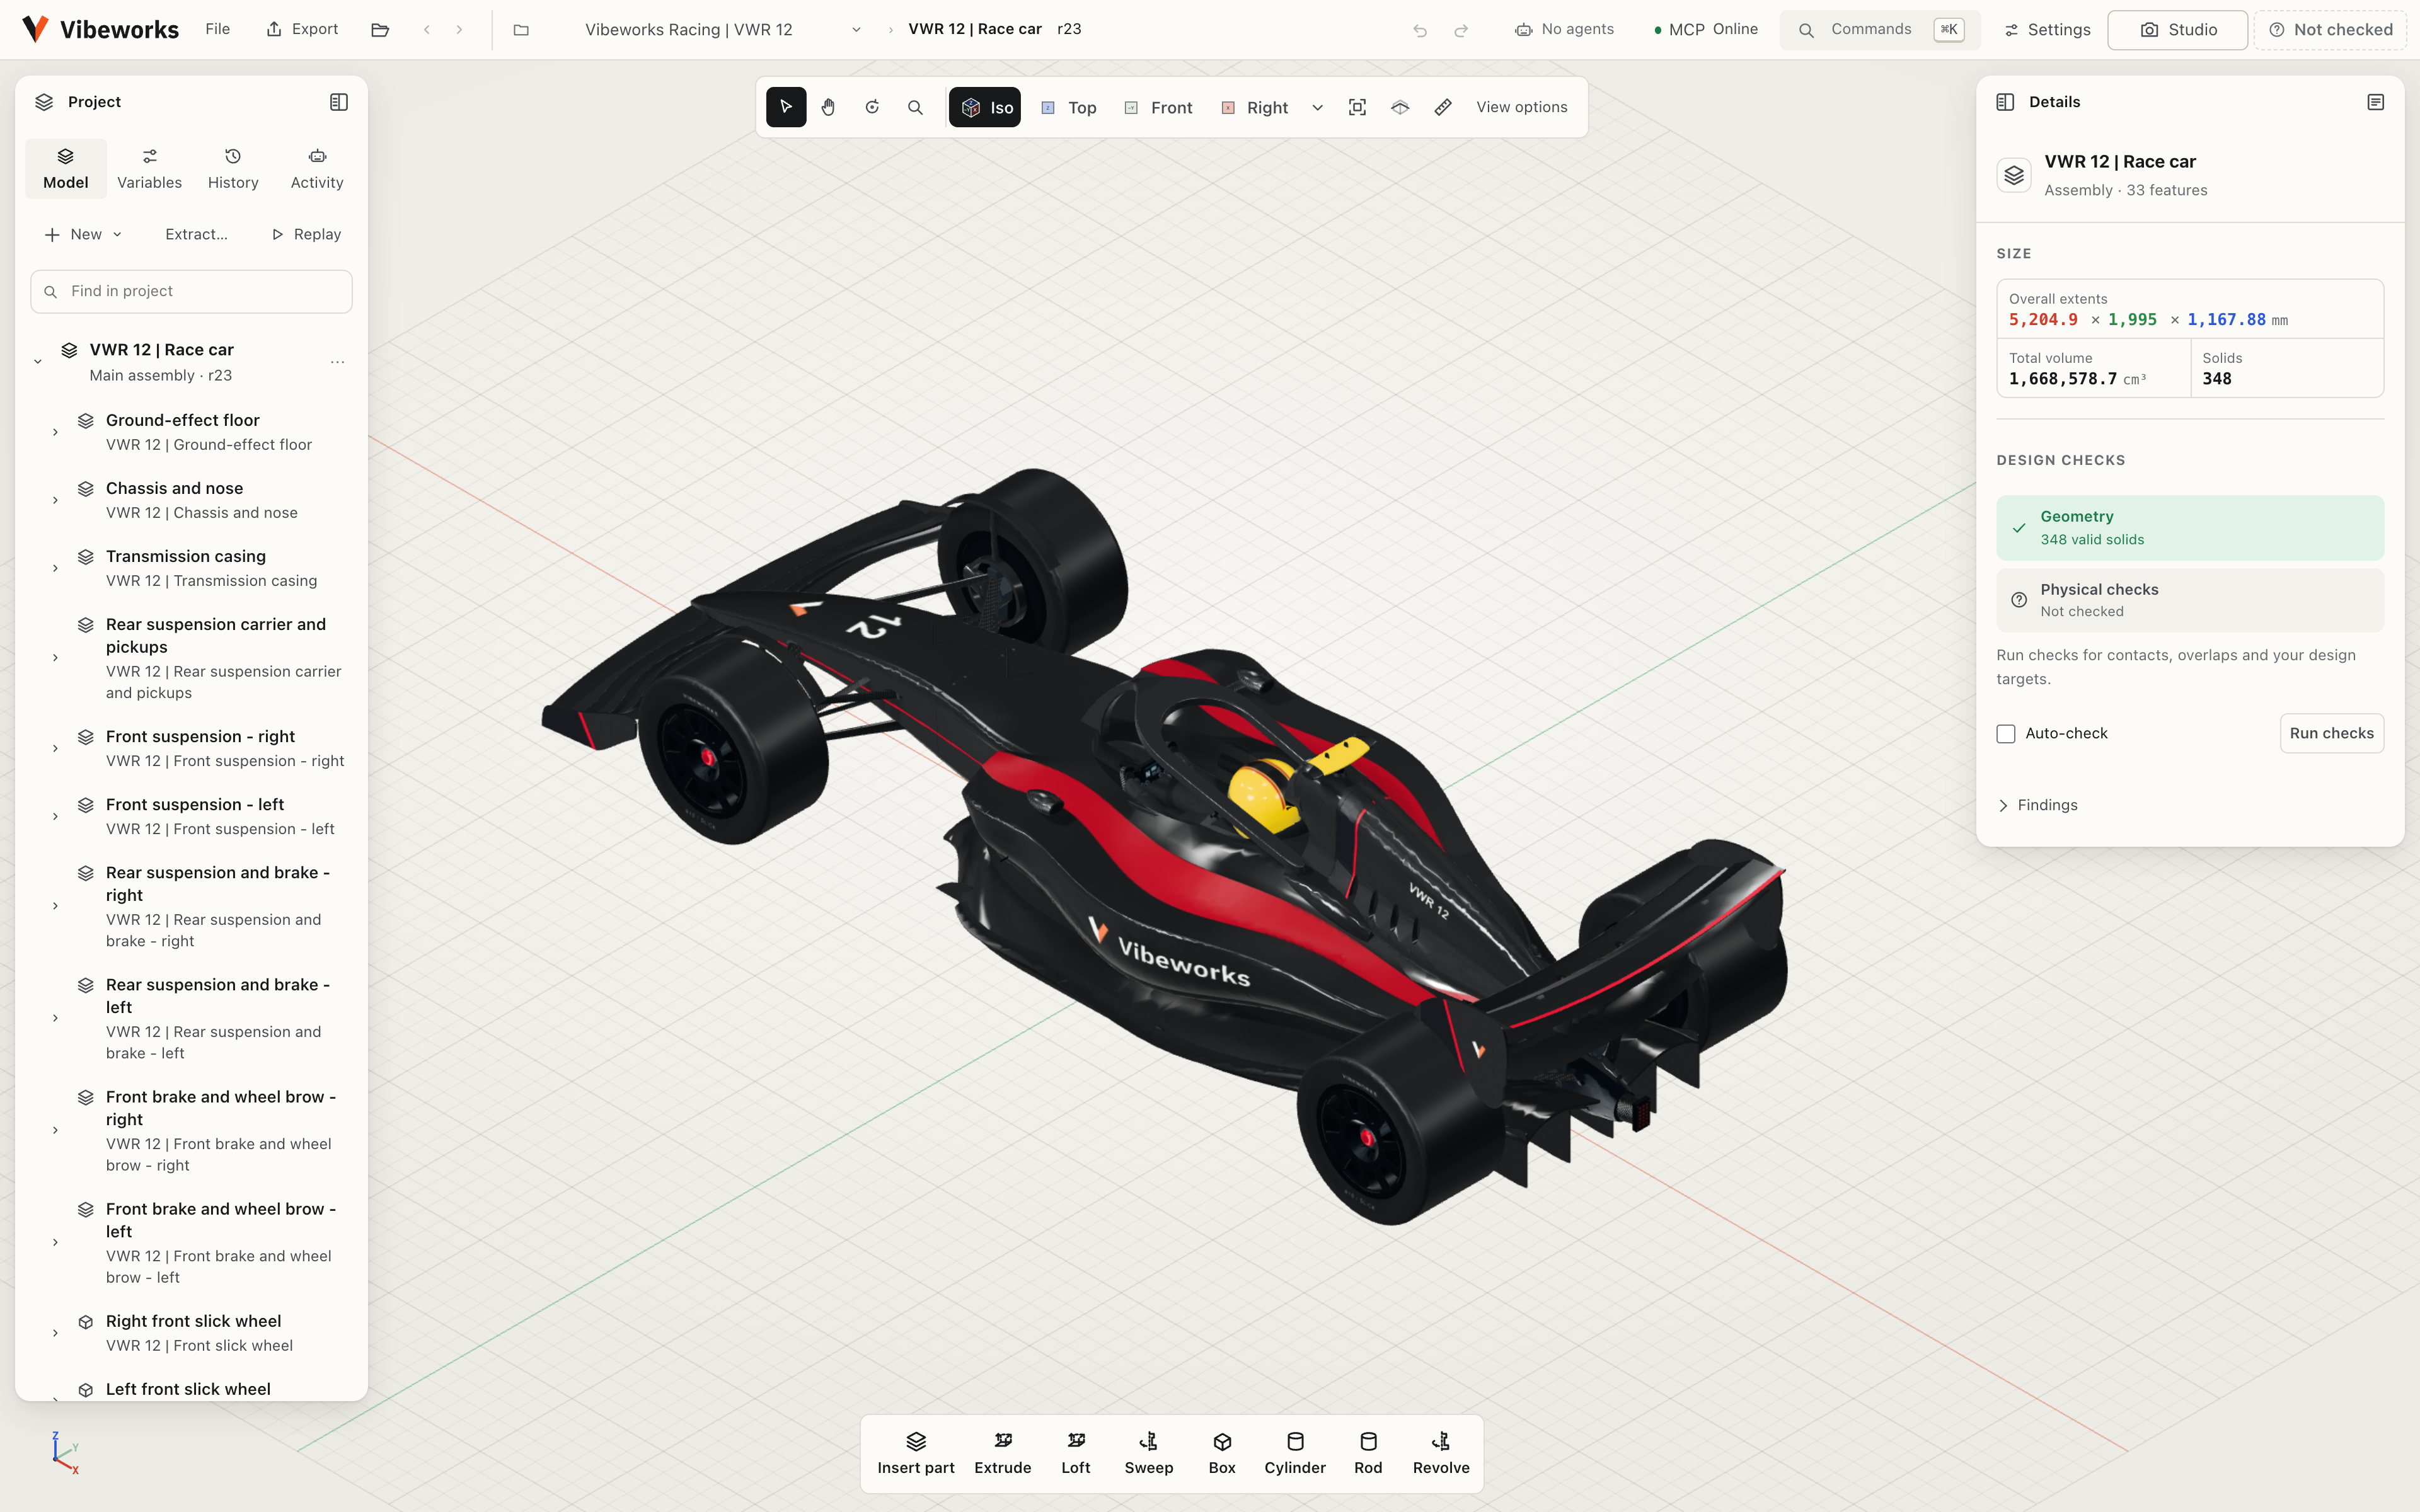 Vibeworks
File
Export
Vibeworks Racing | VWR 12
VWR 12 | Race car r23
No agents
MCP Online
Commands
⌘K
Settings
Studio
Not checked
Project
Model
Variables
History
Activity
New
Extract...
Replay
Find in project
VWR 12 | Race car
Main assembly · r23
...
Ground-effect floor
VWR 12 | Ground-effect floor
Chassis and nose
VWR 12 | Chassis and nose
Transmission casing
VWR 12 | Transmission casing
Rear suspension carrier and
pickups
VWR 12 | Rear suspension carrier
and pickups
Front suspension - right
VWR 12 | Front suspension - right
Front suspension - left
VWR 12 | Front suspension - left
Rear suspension and brake -
right
VWR 12 | Rear suspension and
brake - right
Rear suspension and brake -
left
VWR 12 | Rear suspension and
brake - left
Front brake and wheel brow -
right
VWR 12 | Front brake and wheel
brow - right
Front brake and wheel brow -
left
VWR 12 | Front brake and wheel
brow - left
Right front slick wheel
VWR 12 | Front slick wheel
Left front slick wheel
Z
Y
X
Iso
Top
Front
Right
View options
12
VWR 12
Vibeworks
Insert part
Extrude
Loft
Sweep
Box
Cylinder
Rod
Revolve
Details
VWR 12 | Race car
Assembly · 33 features
SIZE
Overall extents
5,204.9 × 1,995 × 1,167.88 mm
Total volume
1,668,578.7 cm³
Solids
348
DESIGN CHECKS
Geometry
348 valid solids
Physical checks
Not checked
Run checks for contacts, overlaps and your design
targets.
Auto-check
Run checks
Findings